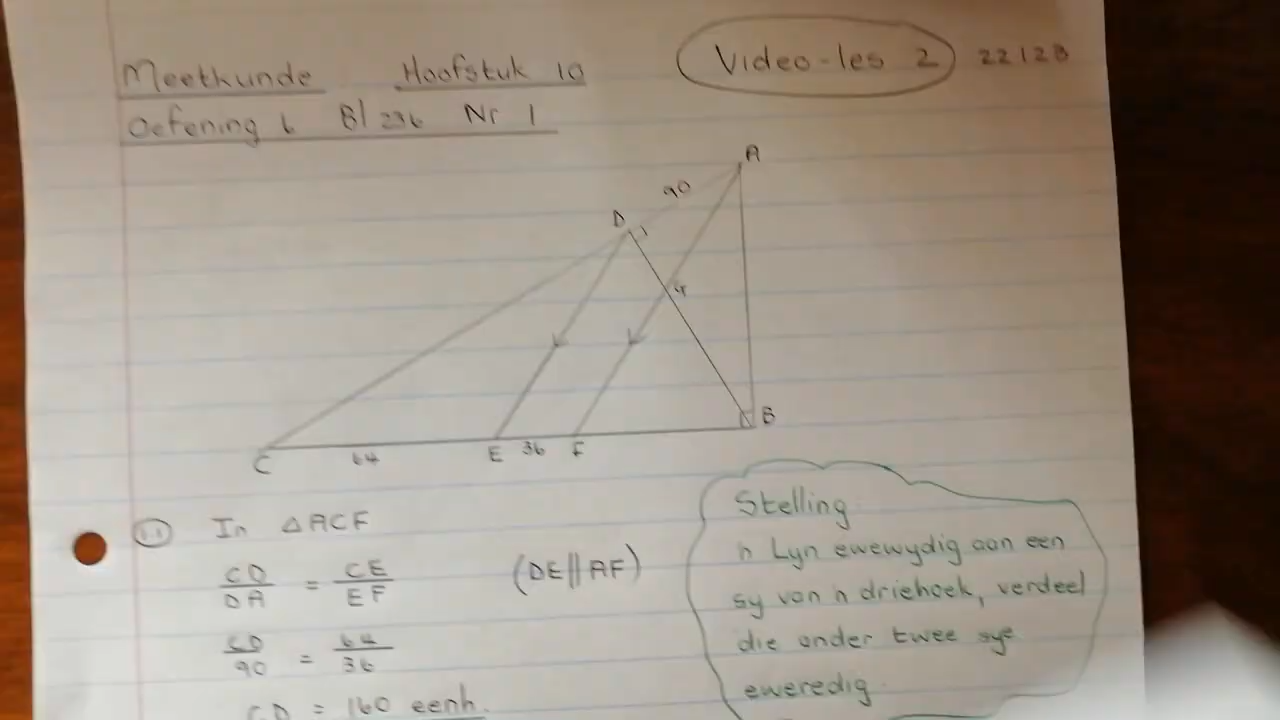 Meetkunde Hoofstuk 10 Video-les 2 22128
Oefening 6 Bl 236 Nr 1
A
90
D
B
C 64 E 36 F
1.1 In △ACF
CD/DA = CE/EF (DE||AF)
CD/90 = 64/36
CD = 160 eenh.
Stelling
'n Lyn ewewydig aan een
sy van 'n driehoek, verdeel
die ander twee sye
eweredig